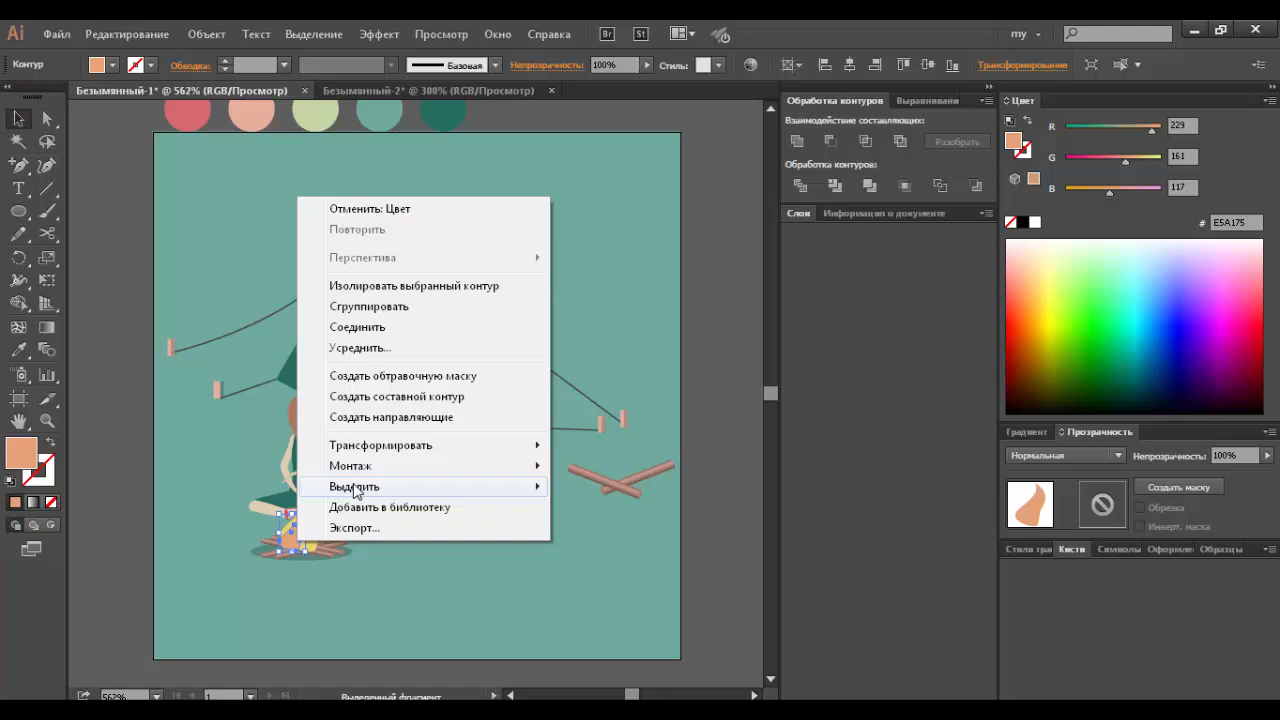 Ai Файл Редактирование Объект Текст Выделение Эффект Просмотр Окно Справка Br St my
Контур Обводка: Базовая Непрозрачность: 100% Стиль: Трансформирование
Безымянный-1* @ 562% (RGB/Просмотр) × Безымянный-2* @ 300% (RGB/Просмотр) ×
Отменить: Цвет
Повторить
Перспектива
Изолировать выбранный контур
Сгруппировать
Соединить
Усреднить...
Создать обтравочную маску
Создать составной контур
Создать направляющие
Трансформировать
Монтаж
Выделить
Добавить в библиотеку
Экспорт...
562% 1 Выделенный фрагмент
Обработка контуров Выравнивание
Взаимодействие составляющих:
Разобрать
Обработка контуров:
Слои Информация о документе
Цвет
R 229
G 161
B 117
# E5A175
Градиент Прозрачность
Нормальная Непрозрачность: 100%
Создать маску
Обрезка
Инверт. маска
Стили гра Кисти Символы Оформле Образцы